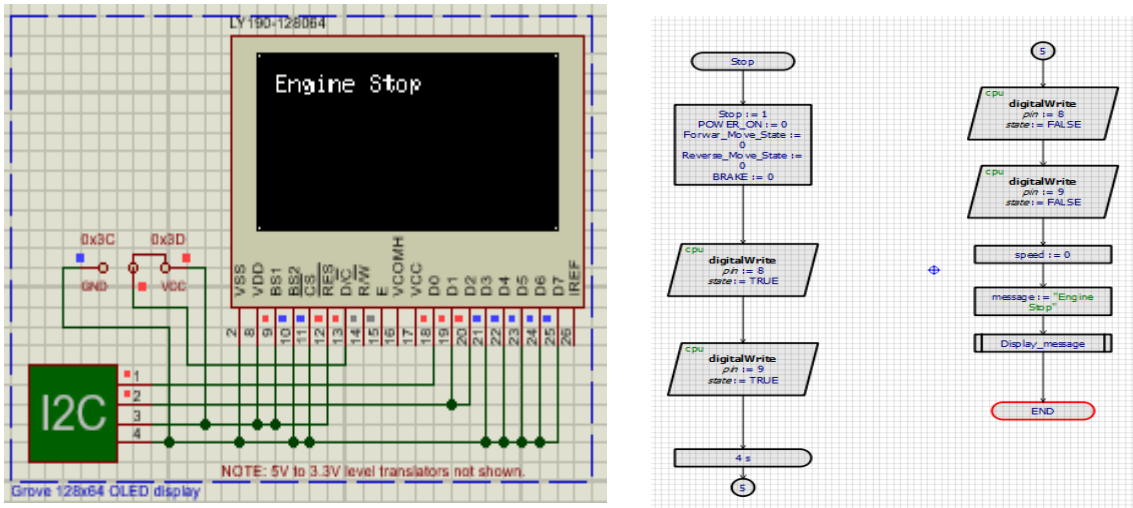 LY190-128064
Engine Stop
0x3C
0x3D
GND
VCC
VSS
VDD
BS1
BS2
CS
RES
D/C
R/W
E
VCOMH
VCC
D0
D1
D2
D3
D4
D5
D6
D7
IREF
2
8
9
10
11
12
13
14
15
16
17
18
19
20
21
22
23
24
25
26
I2C
1
2
3
4
NOTE: 5V to 3.3V level translators not shown.
Grove 128x64 OLED display
Stop
Stop := 1
POWER_ON := 0
Forwar_Move_State :=
0
Reverse_Move_State :=
0
BRAKE := 0
cpu
digitalWrite
pin := 8
state := TRUE
cpu
digitalWrite
pin := 9
state := TRUE
4 s
5
5
cpu
digitalWrite
pin := 8
state := FALSE
cpu
digitalWrite
pin := 9
state := FALSE
speed := 0
message := "Engine
Stop"
Display_message
END